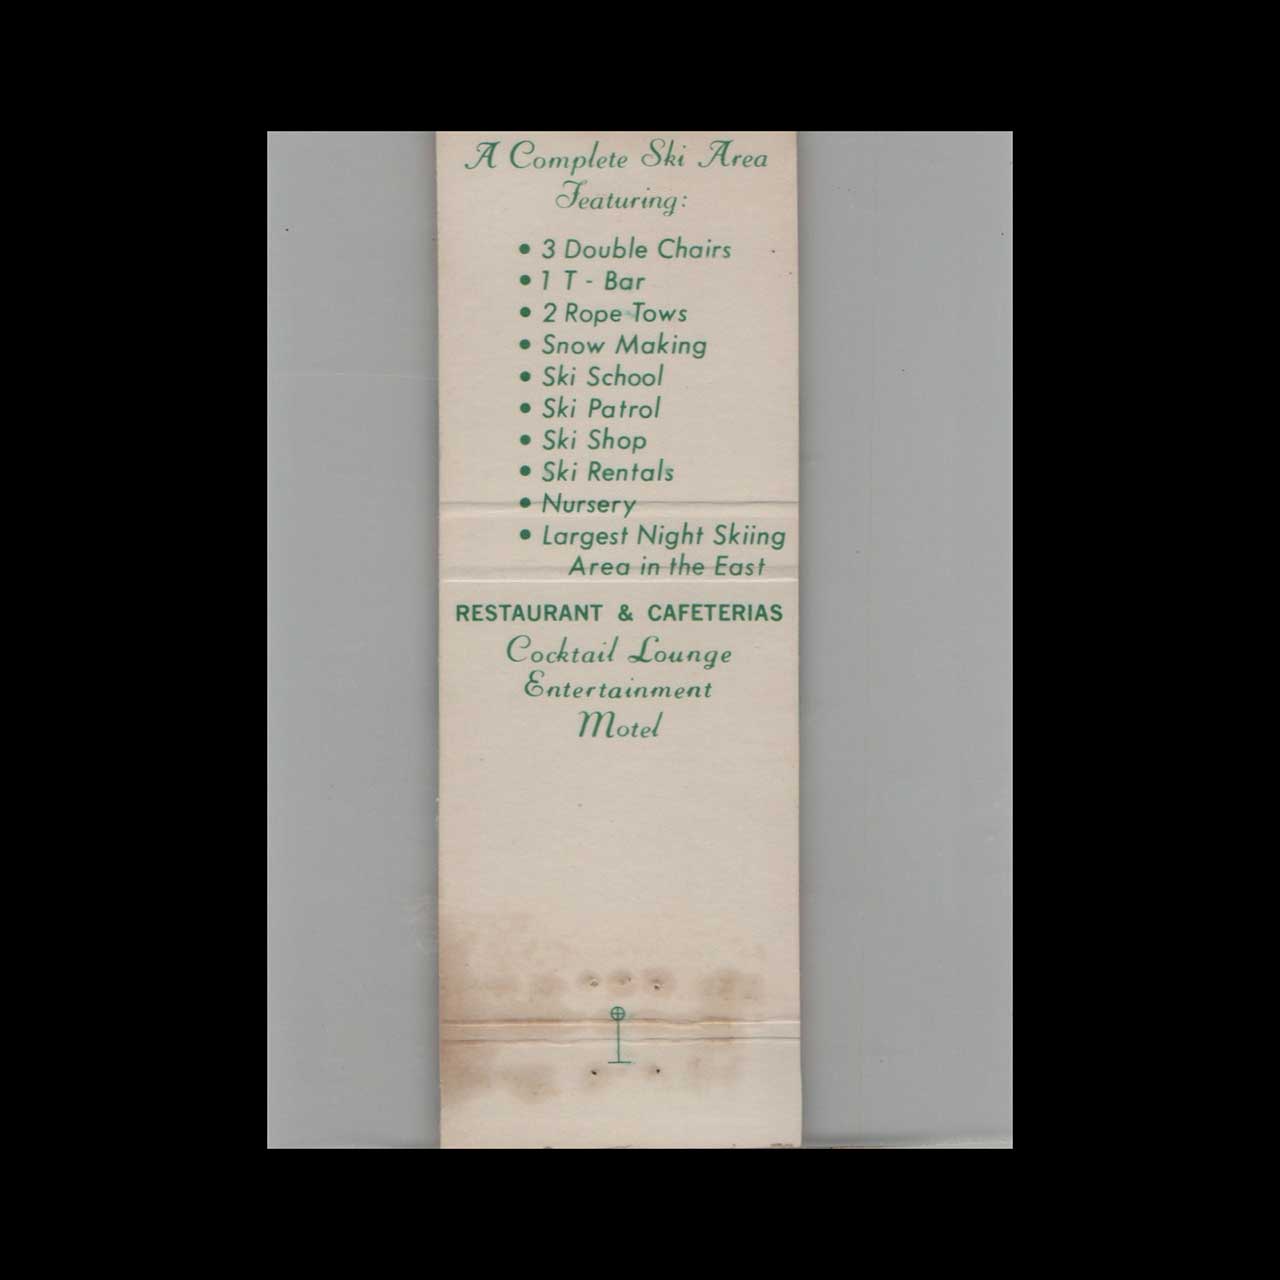 A Complete Ski Area
Featuring:
• 3 Double Chairs
• 1 T - Bar
• 2 Rope Tows
• Snow Making
• Ski School
• Ski Patrol
• Ski Shop
• Ski Rentals
• Nursery
• Largest Night Skiing
Area in the East
RESTAURANT & CAFETERIAS
Cocktail Lounge
Entertainment
Motel